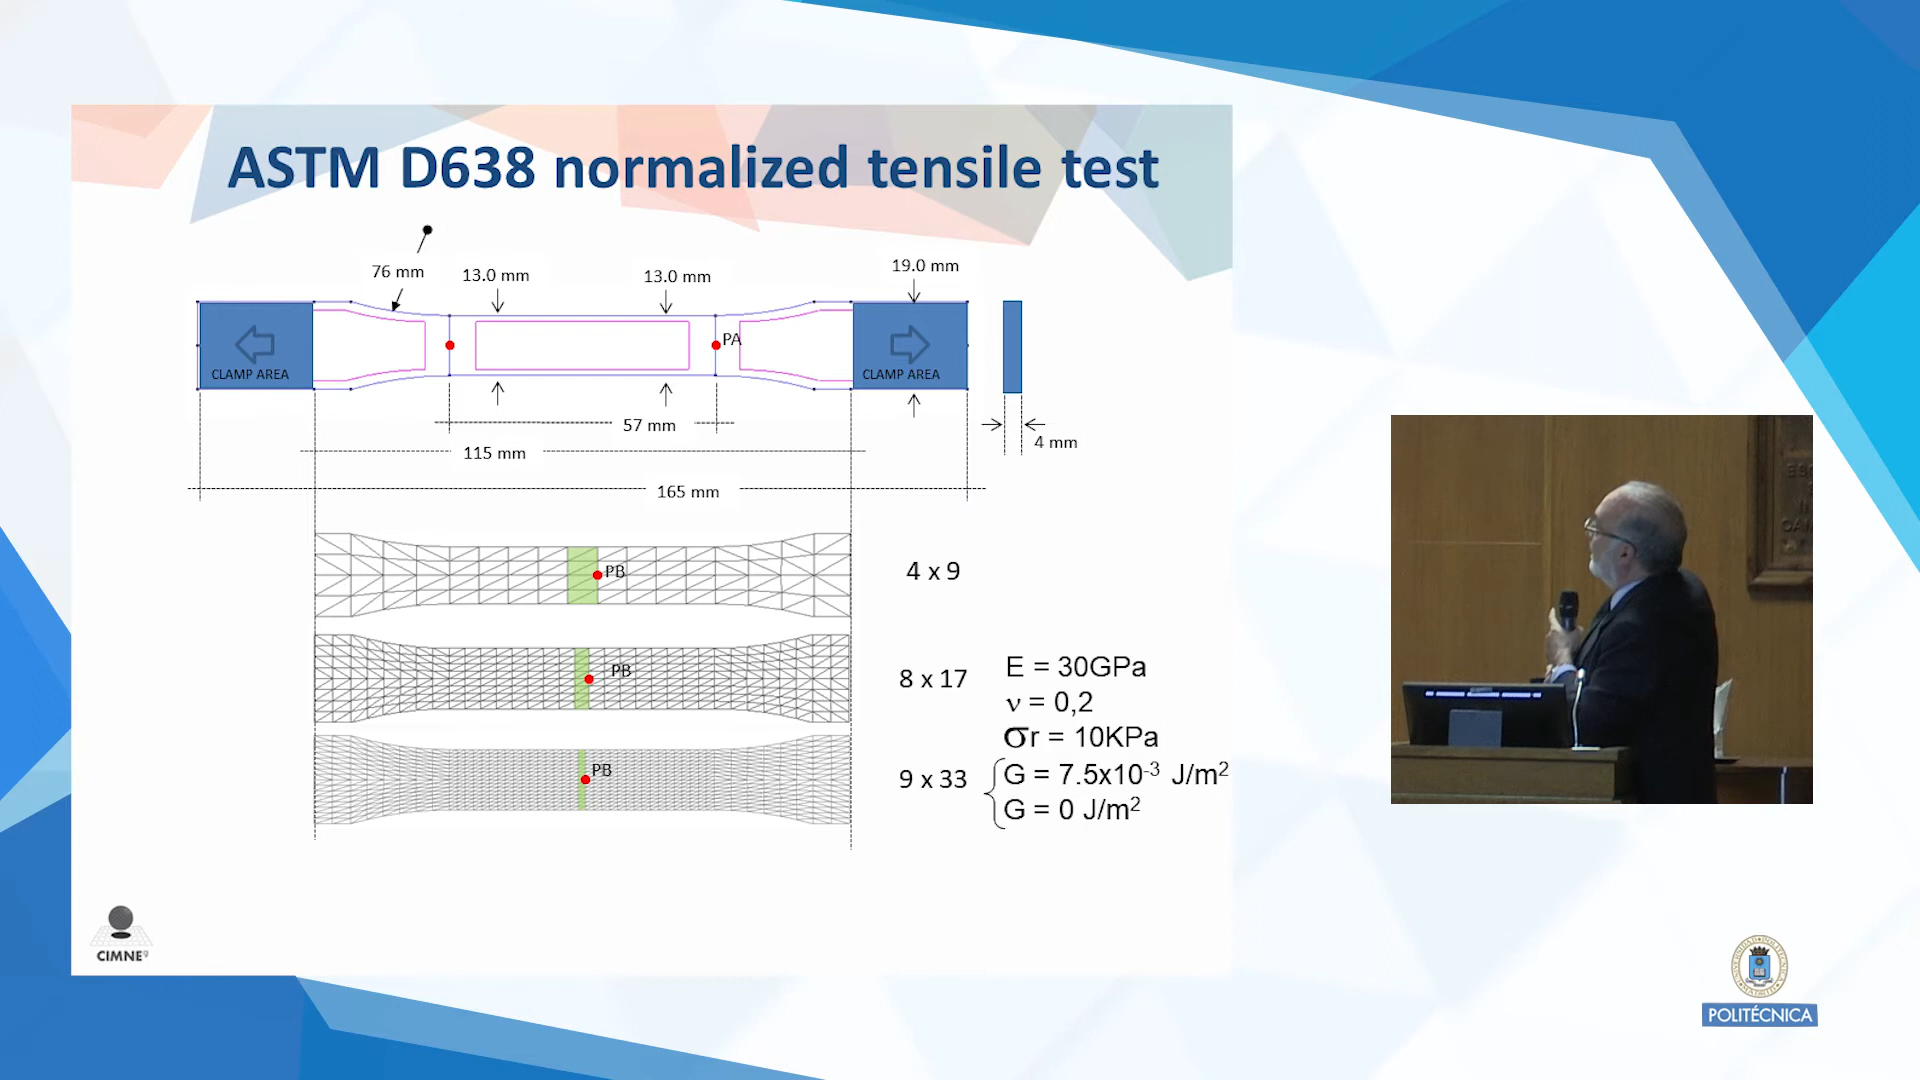 ASTM D638 normalized tensile test
76 mm
13.0 mm
13.0 mm
19.0 mm
PA
CLAMP AREA
CLAMP AREA
57 mm
4 mm
115 mm
165 mm
PB
4 x 9
PB
8 x 17
E = 30GPa
ν = 0,2
σr = 10KPa
PB
9 x 33
G = 7.5x10⁻³ J/m²
G = 0 J/m²
CIMNE⁹
POLITÉCNICA